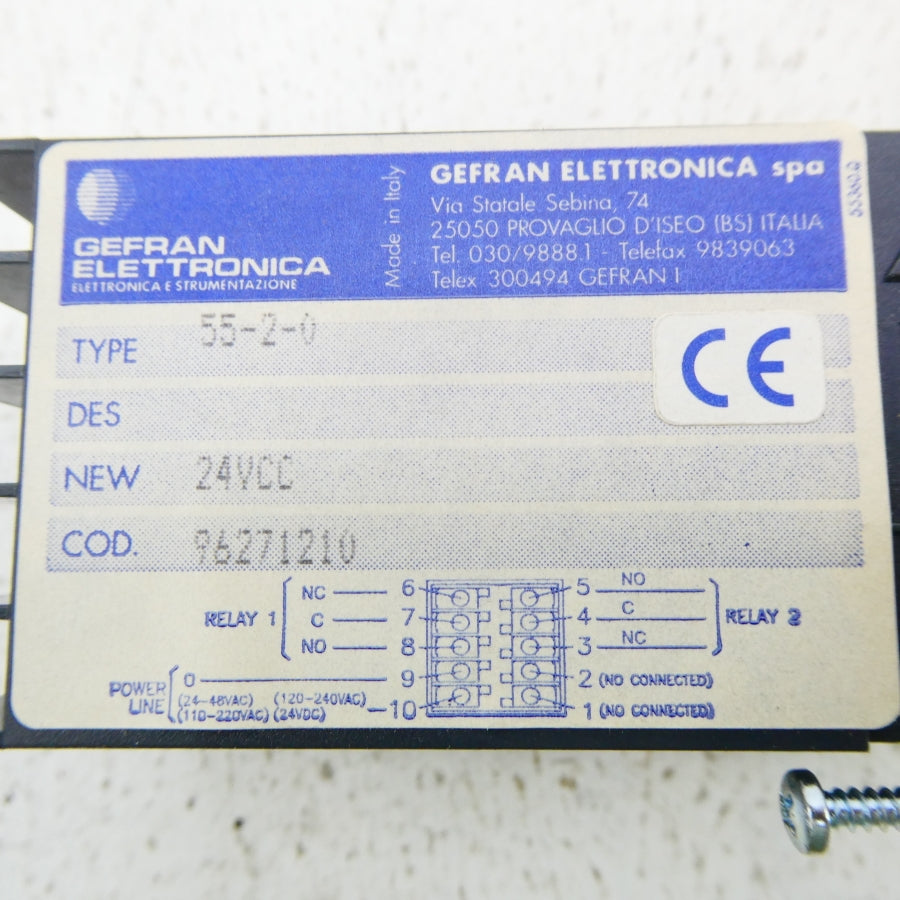 GEFRAN
ELETTRONICA
ELETTRONICA E STRUMENTAZIONE
Made in Italy
GEFRAN ELETTRONICA spa
Via Statale Sebina, 74
25050 PROVAGLIO D'ISEO (BS) ITALIA
Tel. 030/98881 - Telefax 9839063
Telex 300494 GEFRAN I
TYPE 55-2-0
CE
DES
NEW 24VCC
COD. 96271210
RELAY 1
NC 6
C 7
NO 8
5 NO
4 C
3 NC
RELAY 2
POWER LINE
0 9
(24-48VAC) (120-240VAC)
(110-220VAC) (24VDC) 10
2 (NO CONNECTED)
1 (NO CONNECTED)